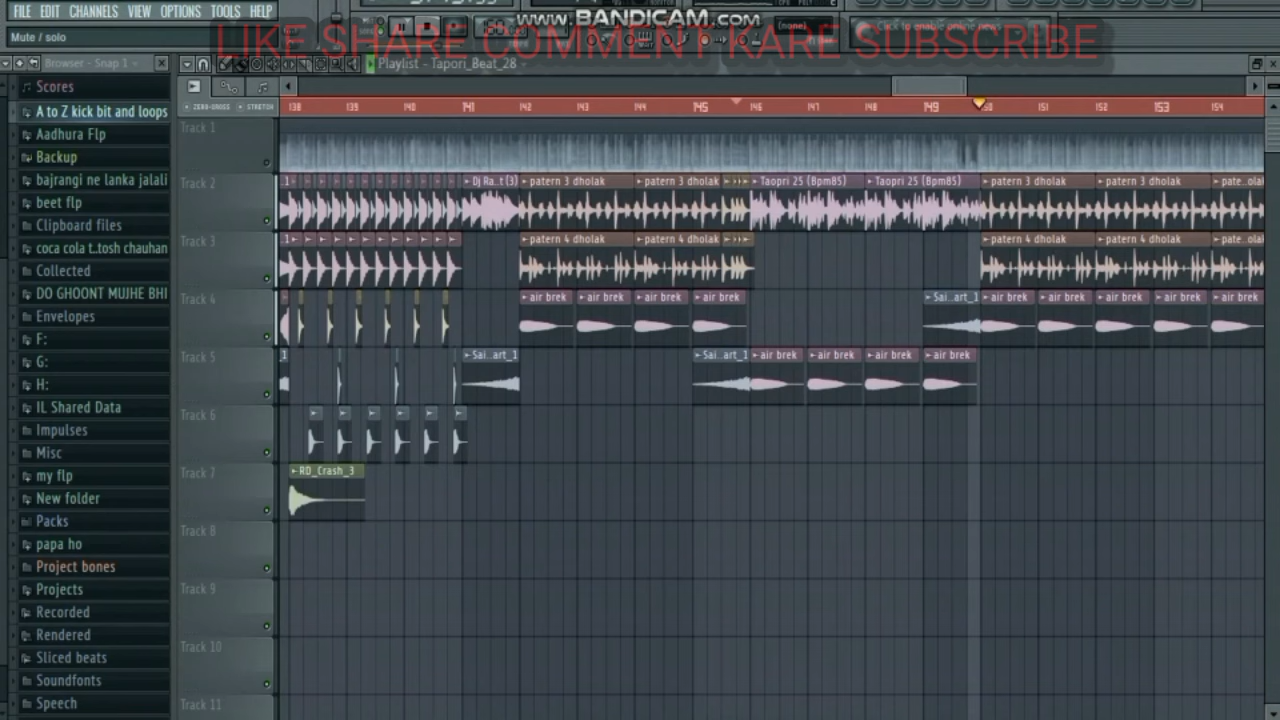 FILE EDIT CHANNELS VIEW OPTIONS TOOLS HELP
www.BANDICAM.com
(none)
Click to enable online news
Mute / solo
LIKE SHARE COMMENT KARE SUBSCRIBE
Browser - Snap 1
Playlist - Tapori_Beat_28
ZERO-CROSS STRETCH
138 139 140 141 142 143 144 145 146 147 148 149 150 151 152 153 154
Scores
A to Z kick bit and loops
Aadhura Flp
Backup
bajrangi ne lanka jalali
beet flp
Clipboard files
coca cola t..tosh chauhan
Collected
DO GHOONT MUJHE BHI
Envelopes
F:
G:
H:
IL Shared Data
Impulses
Misc
my flp
New folder
Packs
papa ho
Project bones
Projects
Recorded
Rendered
Sliced beats
Soundfonts
Speech
Track 1
Track 2
Dj Ra..t (3) patern 3 dholak patern 3 dholak Taopri 25 (Bpm85) Taopri 25 (Bpm85) patern 3 dholak patern 3 dholak pate..olak
Track 3
patern 4 dholak patern 4 dholak patern 4 dholak patern 4 dholak pate..olak
Track 4
air brek air brek air brek air brek Sai..art_1 air brek air brek air brek air brek air brek
Track 5
Sai..art_1 Sai..art_1 air brek air brek air brek air brek
Track 6
Track 7
RD_Crash_3
Track 8
Track 9
Track 10
Track 11